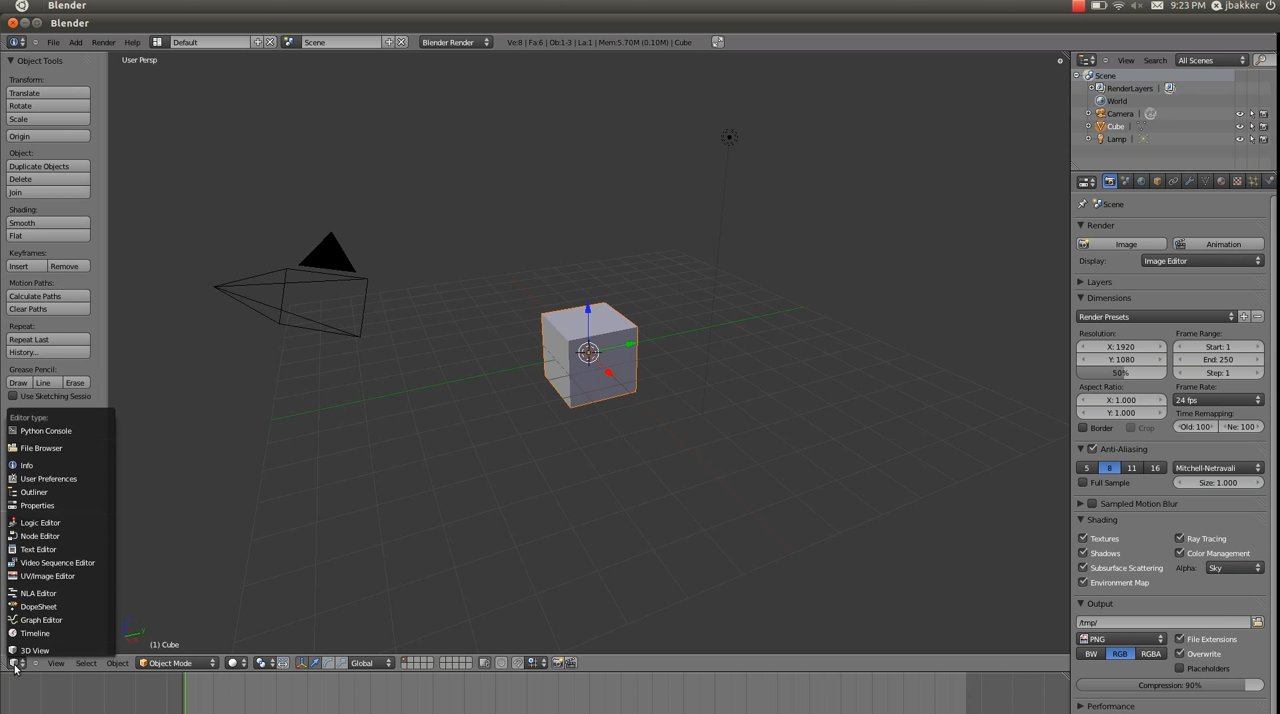 Blender
9:23 PM jbakker
Blender
File Add Render Help Default Scene Blender Render Ve:8 | Fa:6 | Ob:1-3 | La:1 | Mem:5.70M (0.10M) | Cube
Object Tools
Transform:
Translate
Rotate
Scale
Origin
Object:
Duplicate Objects
Delete
Join
Shading:
Smooth
Flat
Keyframes:
Insert Remove
Motion Paths:
Calculate Paths
Clear Paths
Repeat:
Repeat Last
History...
Grease Pencil:
Draw Line Erase
Use Sketching Sessio
Editor type:
Python Console
File Browser
Info
User Preferences
Outliner
Properties
Logic Editor
Node Editor
Text Editor
Video Sequence Editor
UV/Image Editor
NLA Editor
DopeSheet
Graph Editor
Timeline
3D View
User Persp
(1) Cube
View Select Object Object Mode Global
View Search All Scenes
Scene
RenderLayers
World
Camera
Cube
Lamp
Scene
Render
Image Animation
Display: Image Editor
Layers
Dimensions
Render Presets
Resolution: Frame Range:
X: 1920 Start: 1
Y: 1080 End: 250
50% Step: 1
Aspect Ratio: Frame Rate:
X: 1.000 24 fps
Y: 1.000 Time Remapping:
Border Crop Old: 100 Ne: 100
Anti-Aliasing
5 8 11 16 Mitchell-Netravali
Full Sample Size: 1.000
Sampled Motion Blur
Shading
Textures Ray Tracing
Shadows Color Management
Subsurface Scattering Alpha: Sky
Environment Map
Output
/tmp/
PNG File Extensions
BW RGB RGBA Overwrite
Placeholders
Compression: 90%
Performance